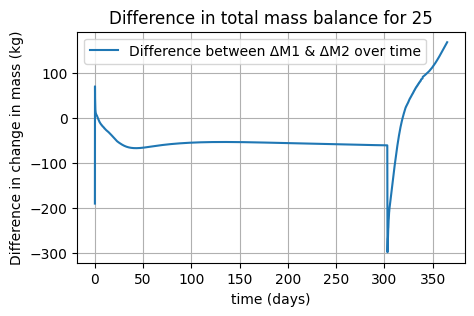 Difference in total mass balance for 25
Difference between ΔM1 & ΔM2 over time
Difference in change in mass (kg)
100
0
−100
−200
−300
0 50 100 150 200 250 300 350
time (days)